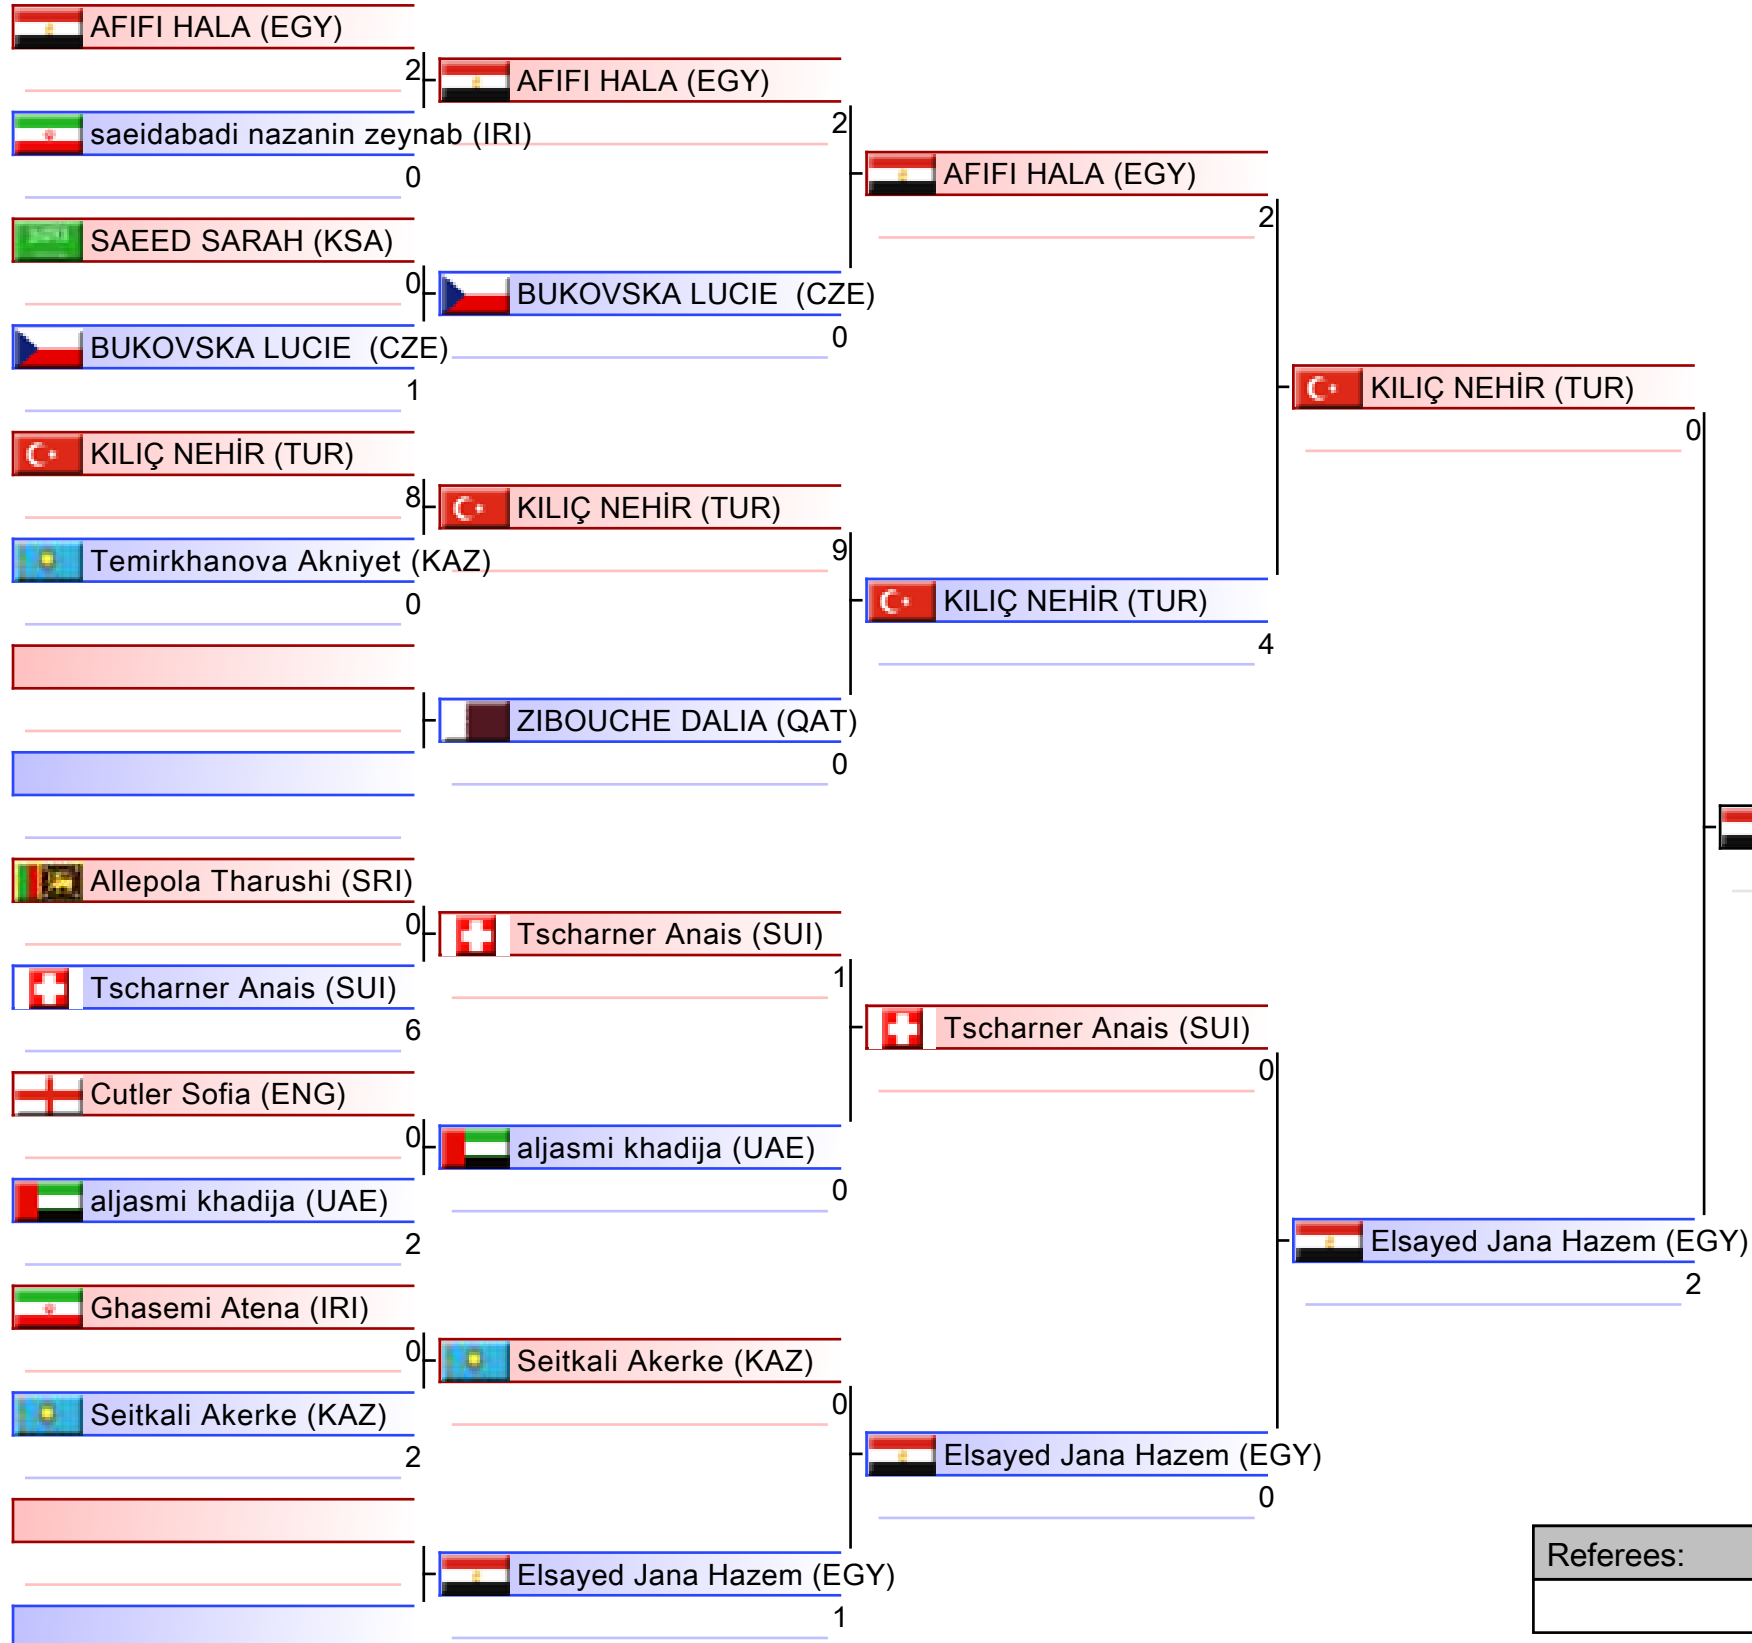 AFIFI HALA (EGY)
2
AFIFI HALA (EGY)
2
saeidabadi nazanin zeynab (IRI)
0
AFIFI HALA (EGY)
2
SAEED SARAH (KSA)
0
BUKOVSKA LUCIE (CZE)
0
BUKOVSKA LUCIE (CZE)
1
KILIÇ NEHİR (TUR)
0
KILIÇ NEHİR (TUR)
8
KILIÇ NEHİR (TUR)
9
Temirkhanova Akniyet (KAZ)
0
KILIÇ NEHİR (TUR)
4
ZIBOUCHE DALIA (QAT)
0
Allepola Tharushi (SRI)
0
Tscharner Anais (SUI)
1
Tscharner Anais (SUI)
6
Tscharner Anais (SUI)
0
Cutler Sofia (ENG)
0
aljasmi khadija (UAE)
0
aljasmi khadija (UAE)
2
Elsayed Jana Hazem (EGY)
2
Ghasemi Atena (IRI)
0
Seitkali Akerke (KAZ)
0
Seitkali Akerke (KAZ)
2
Elsayed Jana Hazem (EGY)
0
Elsayed Jana Hazem (EGY)
1
Referees: